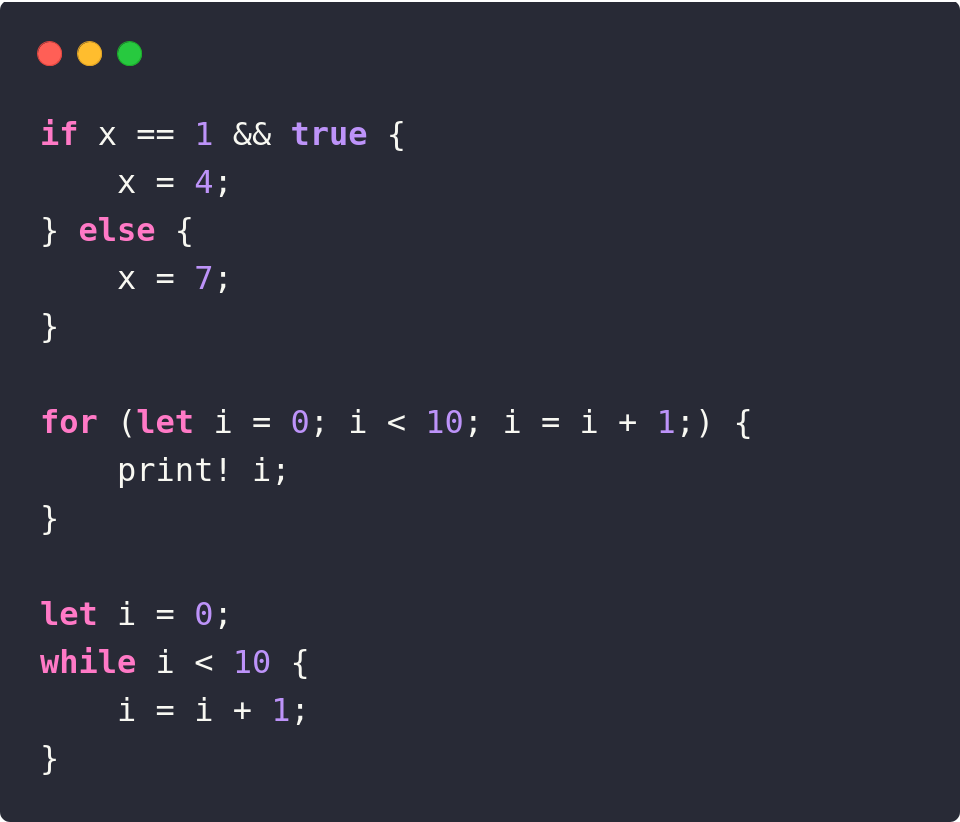 if x == 1 && true {
    x = 4;
} else {
    x = 7;
}

for (let i = 0; i < 10; i = i + 1;) {
    print! i;
}

let i = 0;
while i < 10 {
    i = i + 1;
}